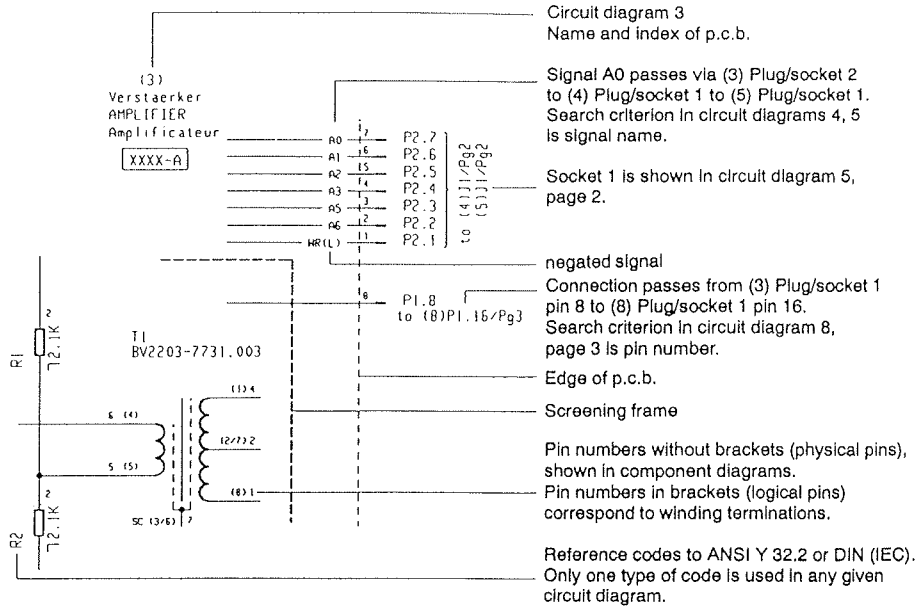 Circuit diagram 3
Name and index of p.c.b.
(3)
Verstaerker
AMPLIFIER
Amplificateur
XXXX-A
Signal A0 passes via (3) Plug/socket 2
to (4) Plug/socket 1 to (5) Plug/socket 1.
Search criterion in circuit diagrams 4, 5
is signal name.
A0 7 P2.7
A1 6 P2.6
A2 5 P2.5
A3 4 P2.4
A5 3 P2.3
A6 2 P2.2
WR(L) 1 P2.1
to (4)J1/Pg2
(5)J1/Pg2
Socket 1 is shown in circuit diagram 5,
page 2.
negated signal
8 P1.8
to (8)P1.16/Pg3
Connection passes from (3) Plug/socket 1
pin 8 to (8) Plug/socket 1 pin 16.
Search criterion in circuit diagram 8,
page 3 is pin number.
Edge of p.c.b.
Screening frame
R1
2
72.1K
T1
BV2203-7731.003
(1) 4
6 (4)
(2/7) 2
5 (5)
(8) 1
SC (3/6) 7
2
72.1K
R2
Pin numbers without brackets (physical pins),
shown in component diagrams.
Pin numbers in brackets (logical pins)
correspond to winding terminations.
Reference codes to ANSI Y 32.2 or DIN (IEC).
Only one type of code is used in any given
circuit diagram.